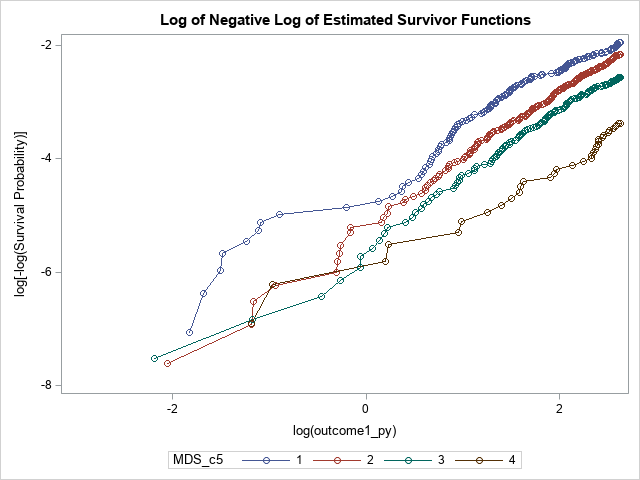 Log of Negative Log of Estimated Survivor Functions
-2
-4
-6
-8
log[-log(Survival Probability)]
-2 0 2
log(outcome1_py)
MDS_c5 1 2 3 4